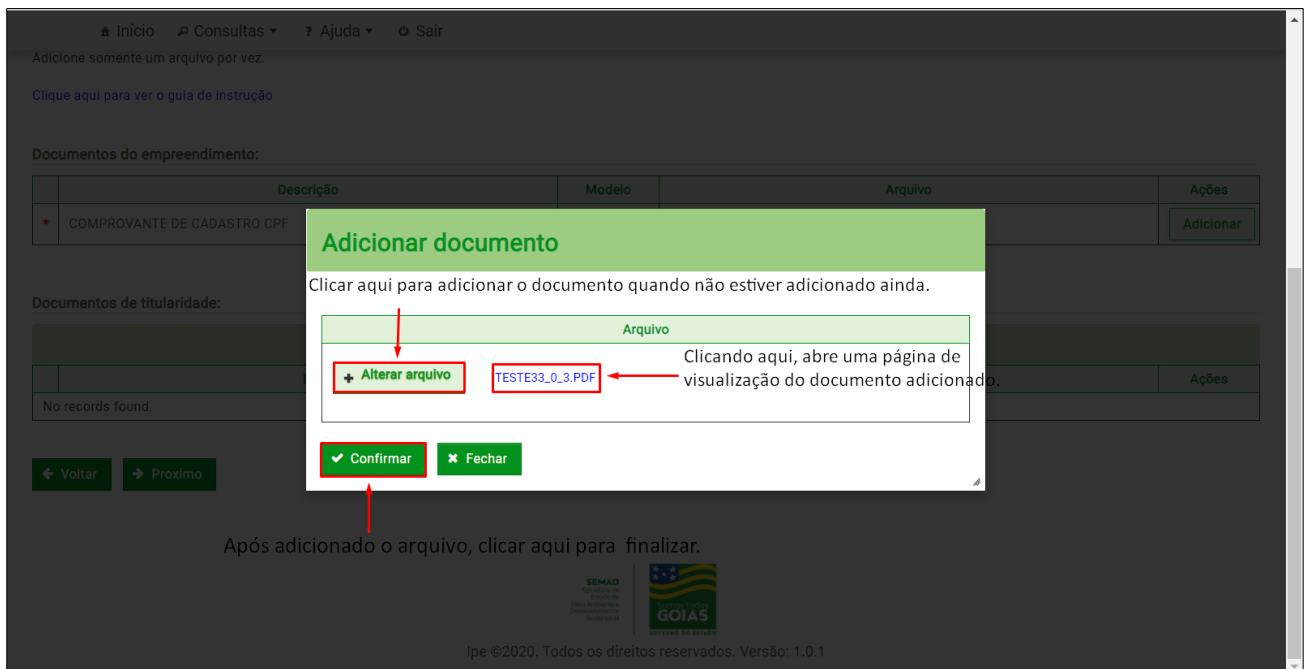 Início Consultas ? Ajuda Sair
Adicione somente um arquivo por vez.
Clique aqui para ver o guia de instrução
Documentos do empreendimento:
Descrição Modelo Arquivo Ações
* COMPROVANTE DE CADASTRO CPF Adicionar
Adicionar documento
Clicar aqui para adicionar o documento quando não estiver adicionado ainda.
Documentos de titularidade:
Arquivo
Clicando aqui, abre uma página de
+ Alterar arquivo TESTE33_0_3.PDF visualização do documento adicionado.
Ações
No records found.
Confirmar Fechar
Voltar Proximo
Após adicionado o arquivo, clicar aqui para finalizar.
SEMAD
GOIÁS
GOVERNO DO ESTADO
Ipe ©2020. Todos os direitos reservados. Versão: 1.0.1